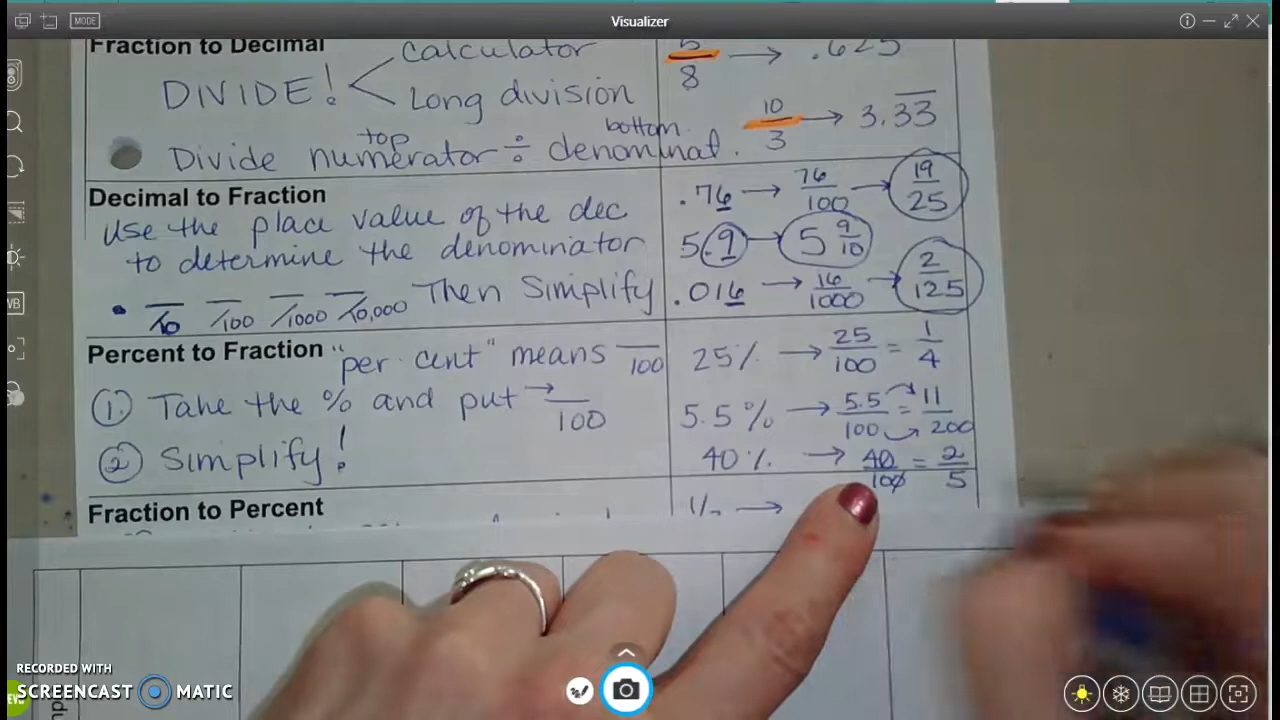 MODE
Visualizer
Fraction to Decimal
calculator
DIVIDE!
Long division
5/8 → .625
10/3 → 3.33
top
bottom
Divide numerator ÷ denominat.
Decimal to Fraction
Use the place value of the dec
to determine the denominator
• /10 /100 /1000 /10,000 Then Simplify
.76 → 76/100 → 19/25
5.9 → 5 9/10
.016 → 16/1000 → 2/125
Percent to Fraction "per cent" means /100
① Take the % and put → /100
② Simplify!
25% → 25/100 = 1/4
5.5% → 5.5/100 = 11/200
40% → 40/100 = 2/5
Fraction to Percent
RECORDED WITH
SCREENCAST MATIC
WB